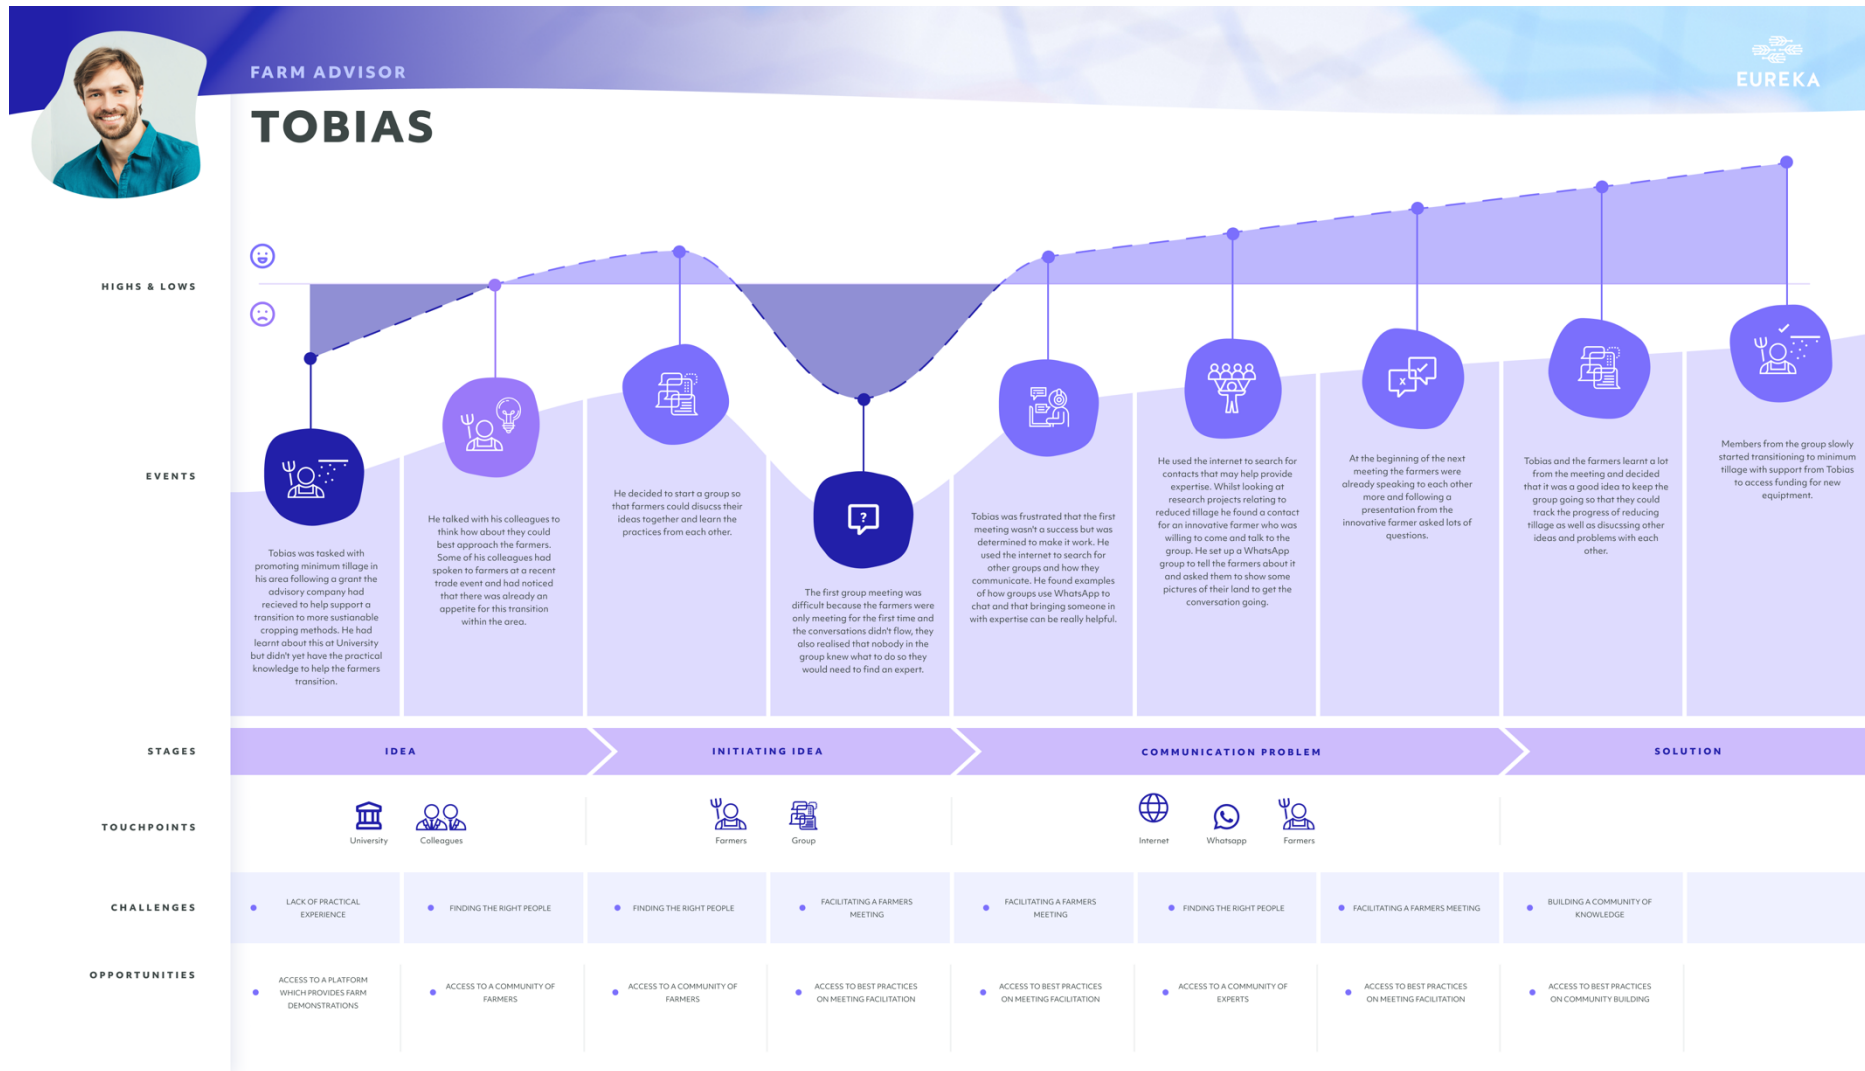 FARM ADVISOR
EUREKA
TOBIAS
HIGHS & LOWS
EVENTS
Tobias was tasked with
promoting minimum tillage in
his area following a grant the
advisory company had
recieved to help support a
transition to more sustianable
cropping methods. He had
learnt about this at University
but didn't yet have the practical
knowledge to help the farmers
transition.
He talked with his colleagues to
think how about they could
best approach the farmers.
Some of his colleagues had
spoken to farmers at a recent
trade event and had noticed
that there was already an
appetite for this transition
within the area.
He decided to start a group so
that farmers could disucss their
ideas together and learn the
practices from each other.
?
The first group meeting was
difficult because the farmers were
only meeting for the first time and
the conversations didn't flow, they
also realised that nobody in the
group knew what to do so they
would need to find an expert.
Tobias was frustrated that the first
meeting wasn't a success but was
determined to make it work. He
used the internet to search for
other groups and how they
communicate. He found examples
of how groups use WhatsApp to
chat and that bringing someone in
with expertise can be really helpful.
He used the internet to search for
contacts that may help provide
expertise. Whilst looking at
research projects relating to
reduced tillage he found a contact
for an innovative farmer who was
willing to come and talk to the
group. He set up a WhatsApp
group to tell the farmers about it
and asked them to show some
pictures of their land to get the
conversation going.
x
At the beginning of the next
meeting the farmers were
already speaking to each other
more and following a
presentation from the
innovative farmer asked lots of
questions.
Tobias and the farmers learnt a lot
from the meeting and decided
that it was a good idea to keep the
group going so that they could
track the progress of reducing
tillage as well as disucssing other
ideas and problems with each
other.
Members from the group slowly
started transitioning to minimum
tillage with support from Tobias
to access funding for new
equiptment.
STAGES
IDEA
INITIATING IDEA
COMMUNICATION PROBLEM
SOLUTION
TOUCHPOINTS
University
Colleagues
Farmers
Group
Internet
Whatsapp
Farmers
CHALLENGES
LACK OF PRACTICAL
EXPERIENCE
FINDING THE RIGHT PEOPLE
FINDING THE RIGHT PEOPLE
FACILITATING A FARMERS
MEETING
FACILITATING A FARMERS
MEETING
FINDING THE RIGHT PEOPLE
FACILITATING A FARMERS MEETING
BUILDING A COMMUNITY OF
KNOWLEDGE
OPPORTUNITIES
ACCESS TO A PLATFORM
WHICH PROVIDES FARM
DEMONSTRATIONS
ACCESS TO A COMMUNITY OF
FARMERS
ACCESS TO A COMMUNITY OF
FARMERS
ACCESS TO BEST PRACTICES
ON MEETING FACILITATION
ACCESS TO BEST PRACTICES
ON MEETING FACILITATION
ACCESS TO A COMMUNITY OF
EXPERTS
ACCESS TO BEST PRACTICES
ON MEETING FACILITATION
ACCESS TO BEST PRACTICES
ON COMMUNITY BUILDING